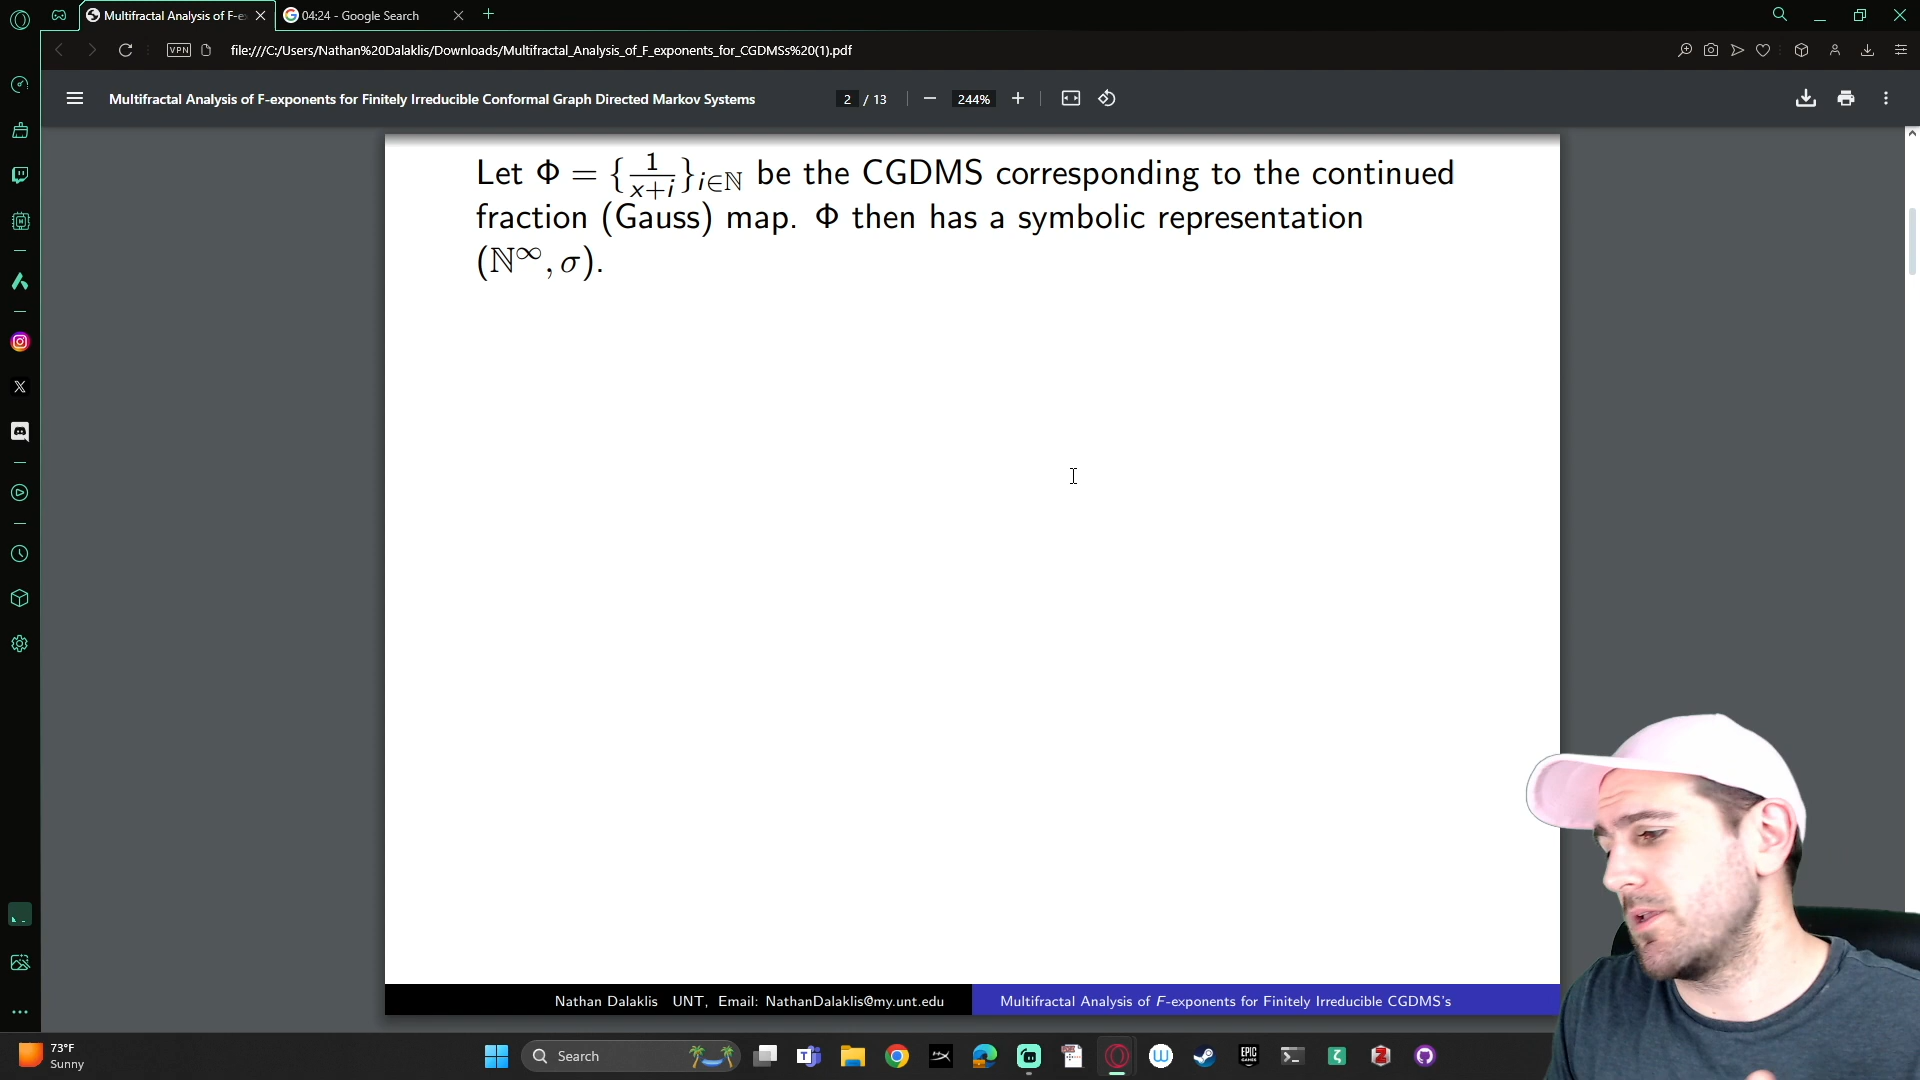 Multifractal Analysis of F-e
04:24 - Google Search
VPN
file:///C:/Users/Nathan%20Dalaklis/Downloads/Multifractal_Analysis_of_F_exponents_for_CGDMSs%20(1).pdf
Multifractal Analysis of F-exponents for Finitely Irreducible Conformal Graph Directed Markov Systems
2 / 13
244%
Let Φ = {1/(x+i)}i∈ℕ be the CGDMS corresponding to the continued
fraction (Gauss) map. Φ then has a symbolic representation
(ℕ^∞, σ).
Nathan Dalaklis UNT, Email: NathanDalaklis@my.unt.edu
Multifractal Analysis of F-exponents for Finitely Irreducible CGDMS's
73°F
Sunny
Search
EPIC
GAMES